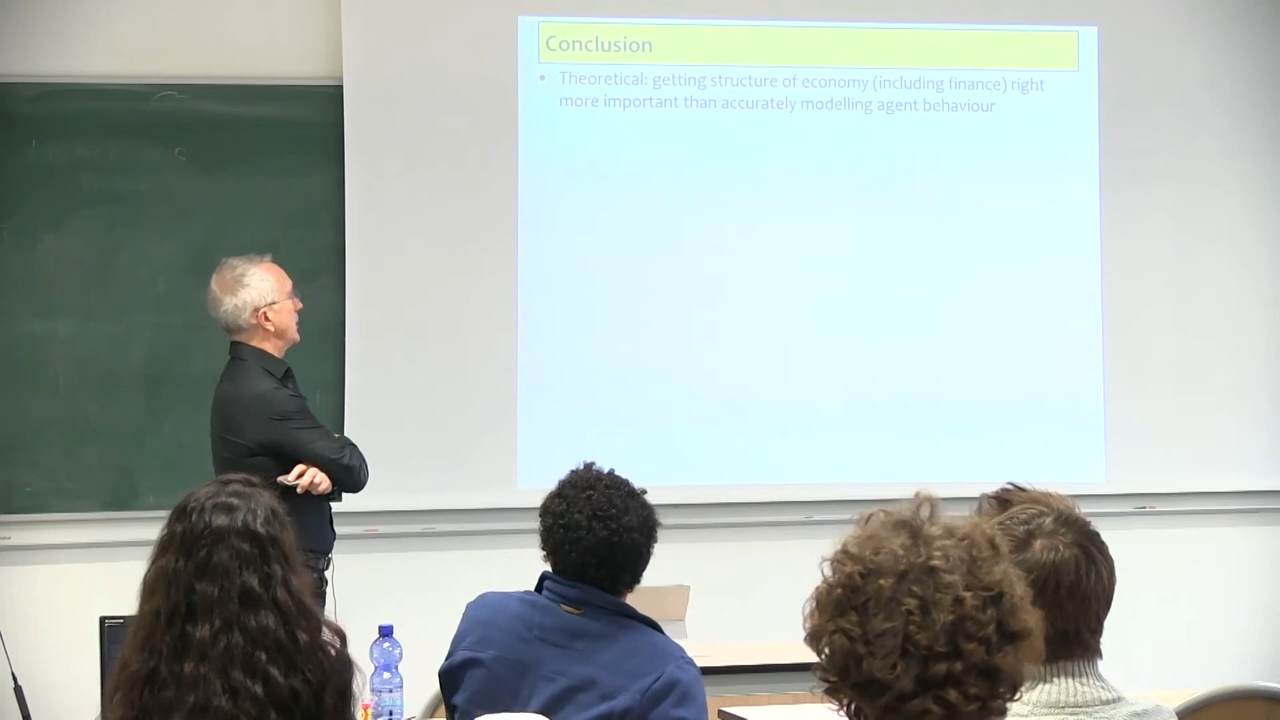 Conclusion
• Theoretical: getting structure of economy (including finance) right
more important than accurately modelling agent behaviour